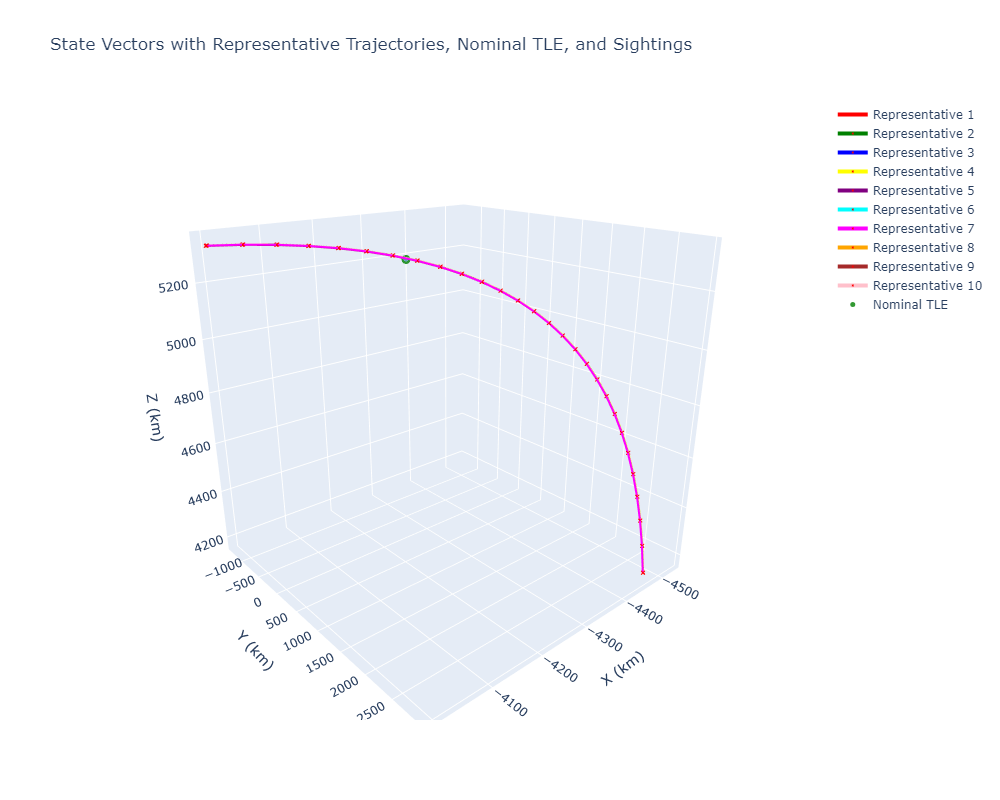 State Vectors with Representative Trajectories, Nominal TLE, and Sightings
Representative 1
Representative 2
Representative 3
Representative 4
Representative 5
Representative 6
Representative 7
Representative 8
Representative 9
Representative 10
Nominal TLE
5200
5000
4800
4600
4400
4200
Z (km)
−1000
−500
0
500
1000
1500
2000
2500
Y (km)
−4500
−4400
−4300
−4200
−4100
X (km)